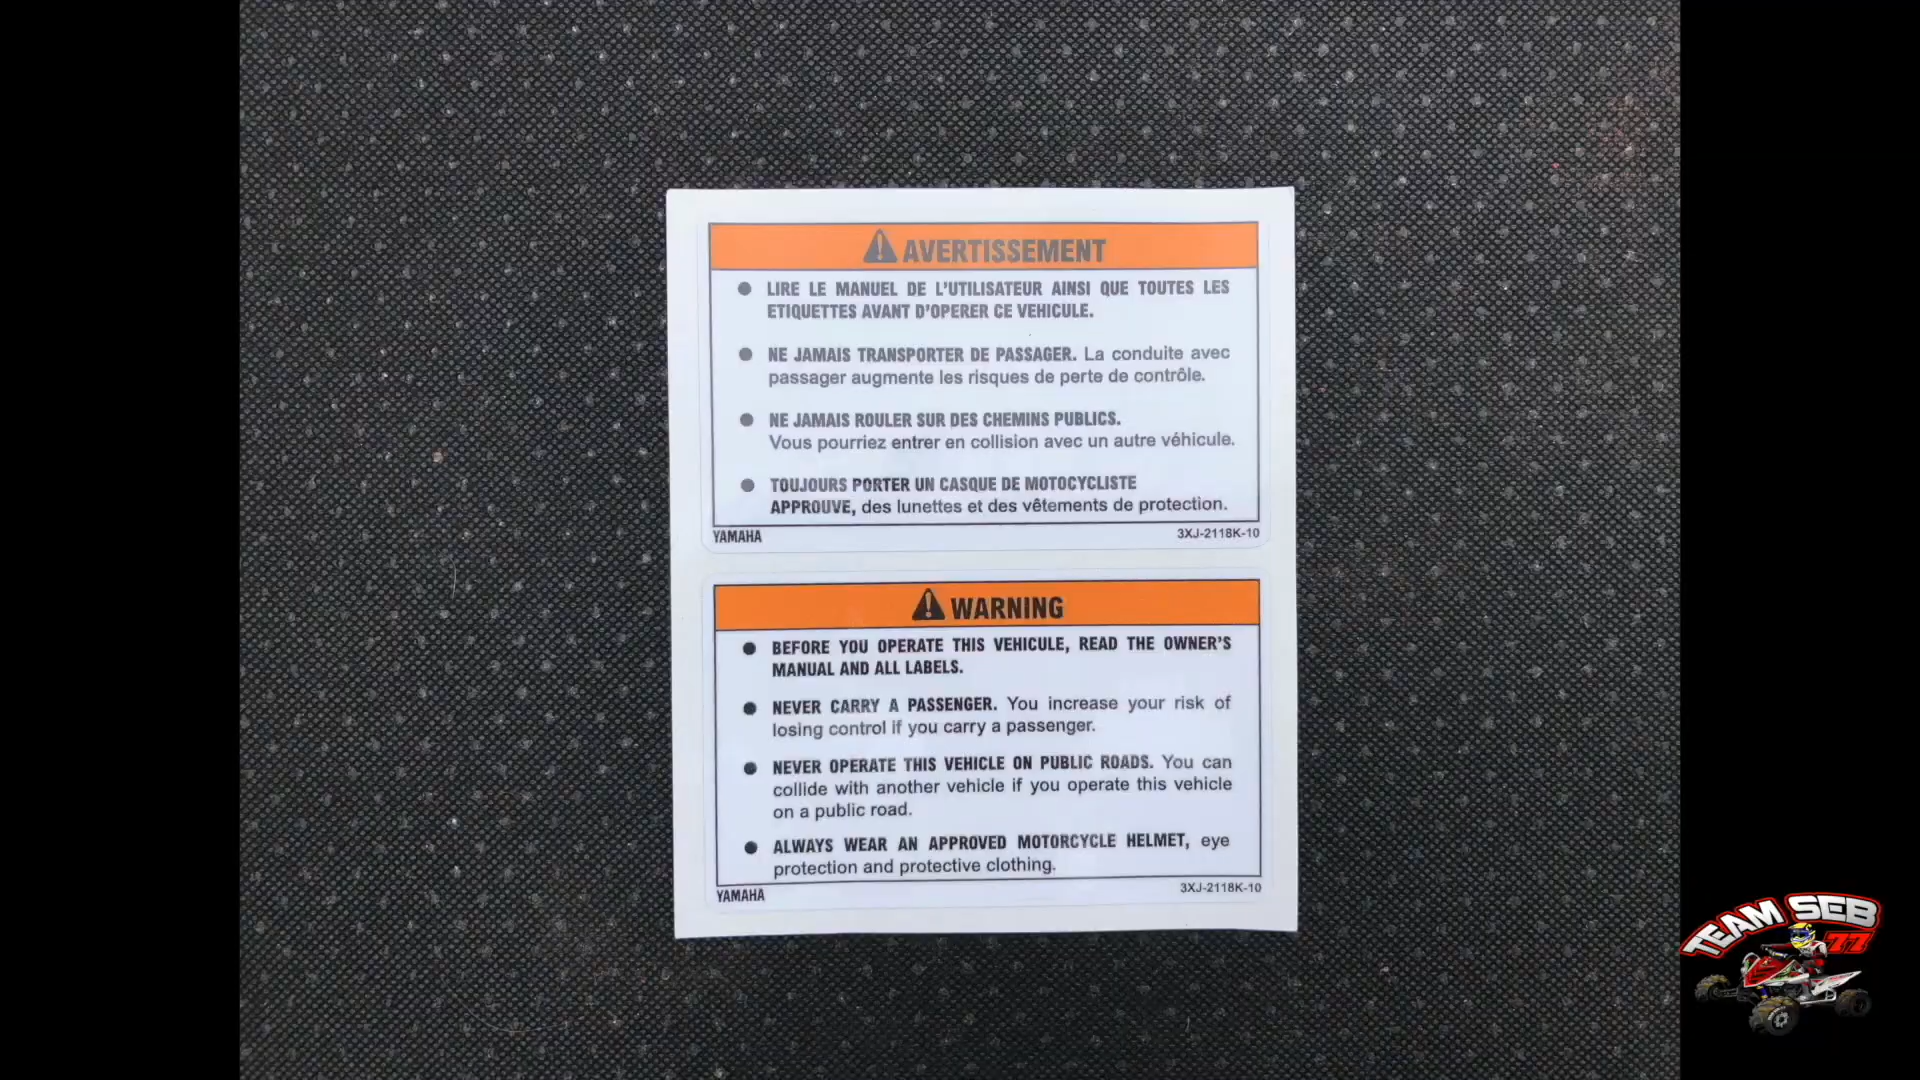 AVERTISSEMENT
● LIRE LE MANUEL DE L'UTILISATEUR AINSI QUE TOUTES LES
ETIQUETTES AVANT D'OPERER CE VEHICULE.
● NE JAMAIS TRANSPORTER DE PASSAGER. La conduite avec
passager augmente les risques de perte de contrôle.
● NE JAMAIS ROULER SUR DES CHEMINS PUBLICS.
Vous pourriez entrer en collision avec un autre véhicule.
● TOUJOURS PORTER UN CASQUE DE MOTOCYCLISTE
APPROUVE, des lunettes et des vêtements de protection.
YAMAHA 3XJ-2118K-10
WARNING
● BEFORE YOU OPERATE THIS VEHICULE, READ THE OWNER'S
MANUAL AND ALL LABELS.
● NEVER CARRY A PASSENGER. You increase your risk of
losing control if you carry a passenger.
● NEVER OPERATE THIS VEHICLE ON PUBLIC ROADS. You can
collide with another vehicle if you operate this vehicle
on a public road.
● ALWAYS WEAR AN APPROVED MOTORCYCLE HELMET, eye
protection and protective clothing.
YAMAHA 3XJ-2118K-10
TEAM SEB
77